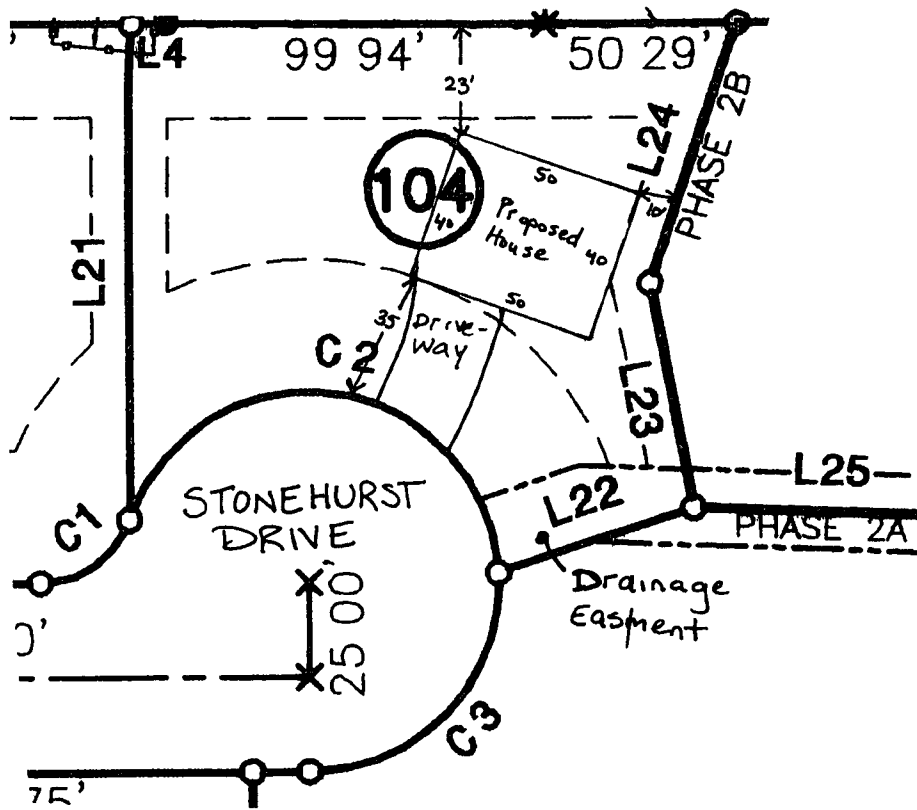 L4
99 94'
50 29'
23'
L24
PHASE 2B
104
50
10'
Proposed
House
40
40
L21
50
35
Drive-
way
C 2
L23
L25
STONEHURST
DRIVE
L22
C1
PHASE 2A
Drainage
Easment
25 00'
0'
C3
75'